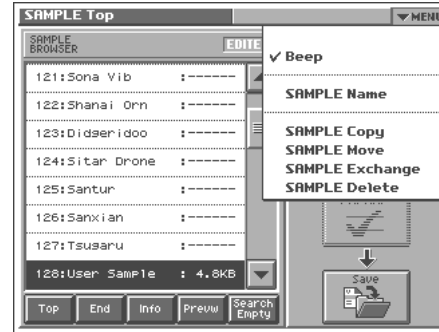 SAMPLE Top
▼MENU
SAMPLE
BROWSER
EDITE
✓ Beep
SAMPLE Name
SAMPLE Copy
SAMPLE Move
SAMPLE Exchange
SAMPLE Delete
121:Sona Vib :------
122:Shanai Orn :------
123:Didgeridoo :------
124:Sitar Drone :------
125:Santur :------
126:Sanxian :------
127:Tsugaru :------
128:User Sample : 4.8KB
Top End Info Prevw Search Empty
Save